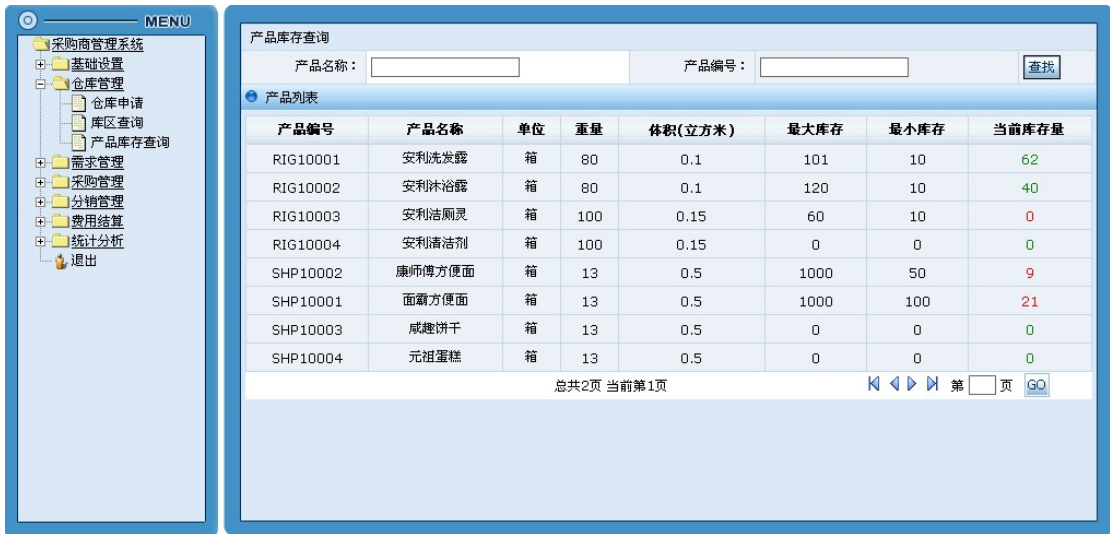 MENU
采购商管理系统
基础设置
仓库管理
仓库申请
库区查询
产品库存查询
需求管理
采购管理
分销管理
费用结算
统计分析
退出
产品库存查询
产品名称： 产品编号： 查找
产品列表
产品编号 产品名称 单位 重量 体积(立方米) 最大库存 最小库存 当前库存量
RIG10001 安利洗发露 箱 80 0.1 101 10 62
RIG10002 安利沐浴露 箱 80 0.1 120 10 40
RIG10003 安利洁厕灵 箱 100 0.15 60 10 0
RIG10004 安利清洁剂 箱 100 0.15 0 0 0
SHP10002 康师傅方便面 箱 13 0.5 1000 50 9
SHP10001 面霸方便面 箱 13 0.5 1000 100 21
SHP10003 咸趣饼干 箱 13 0.5 0 0 0
SHP10004 元祖蛋糕 箱 13 0.5 0 0 0
总共2页 当前第1页 第 页 GO